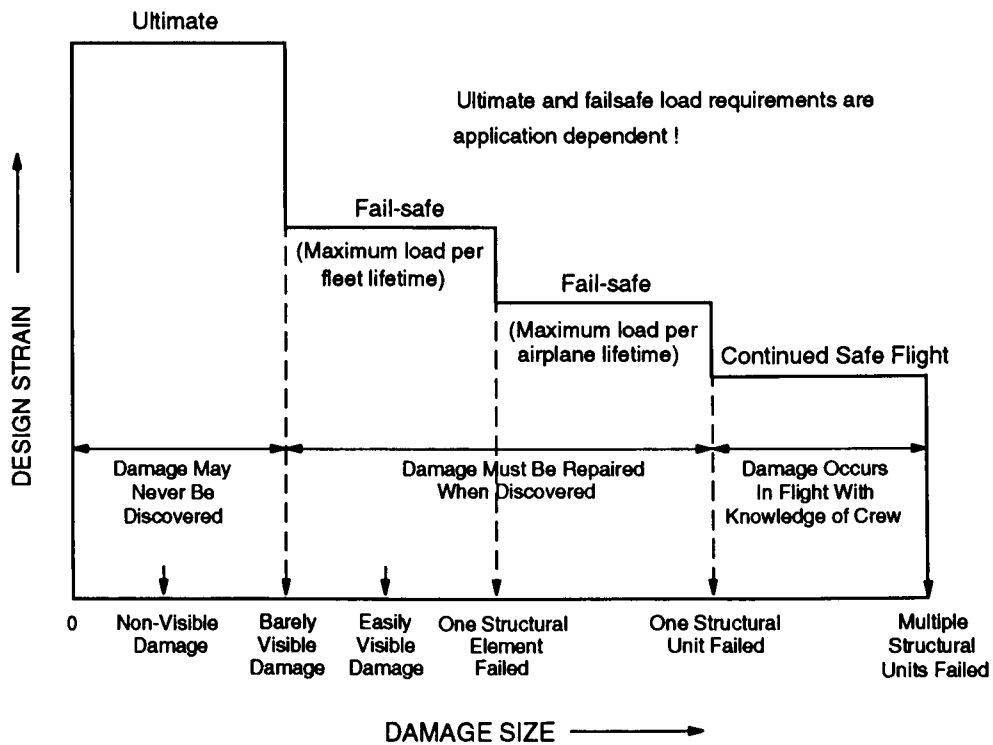 Ultimate
Ultimate and failsafe load requirements are
application dependent !
Fail-safe
(Maximum load per
fleet lifetime)
Fail-safe
(Maximum load per
airplane lifetime)
Continued Safe Flight
DESIGN STRAIN
Damage May
Never Be
Discovered
Damage Must Be Repaired
When Discovered
Damage Occurs
In Flight With
Knowledge of Crew
0
Non-Visible
Damage
Barely
Visible
Damage
Easily
Visible
Damage
One Structural
Element
Failed
One Structural
Unit Failed
Multiple
Structural
Units Failed
DAMAGE SIZE